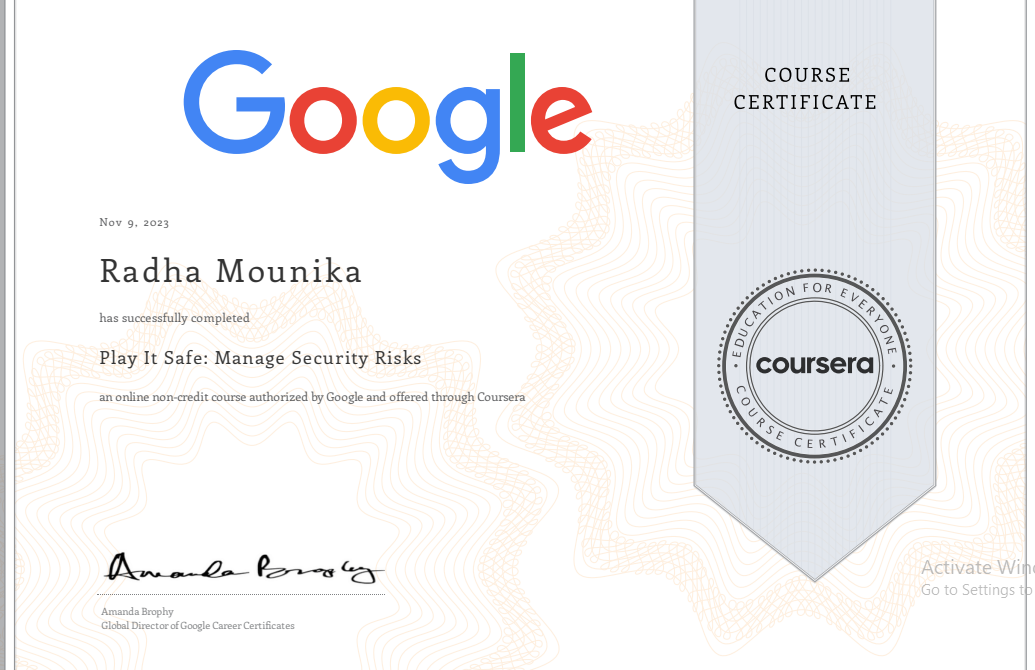 Google
COURSE
CERTIFICATE
Nov 9, 2023
Radha Mounika
has successfully completed
Play It Safe: Manage Security Risks
an online non-credit course authorized by Google and offered through Coursera
EDUCATION FOR EVERYONE
coursera
COURSE CERTIFICATE
Amanda Brophy
Amanda Brophy
Global Director of Google Career Certificates
Activate Win
Go to Settings to